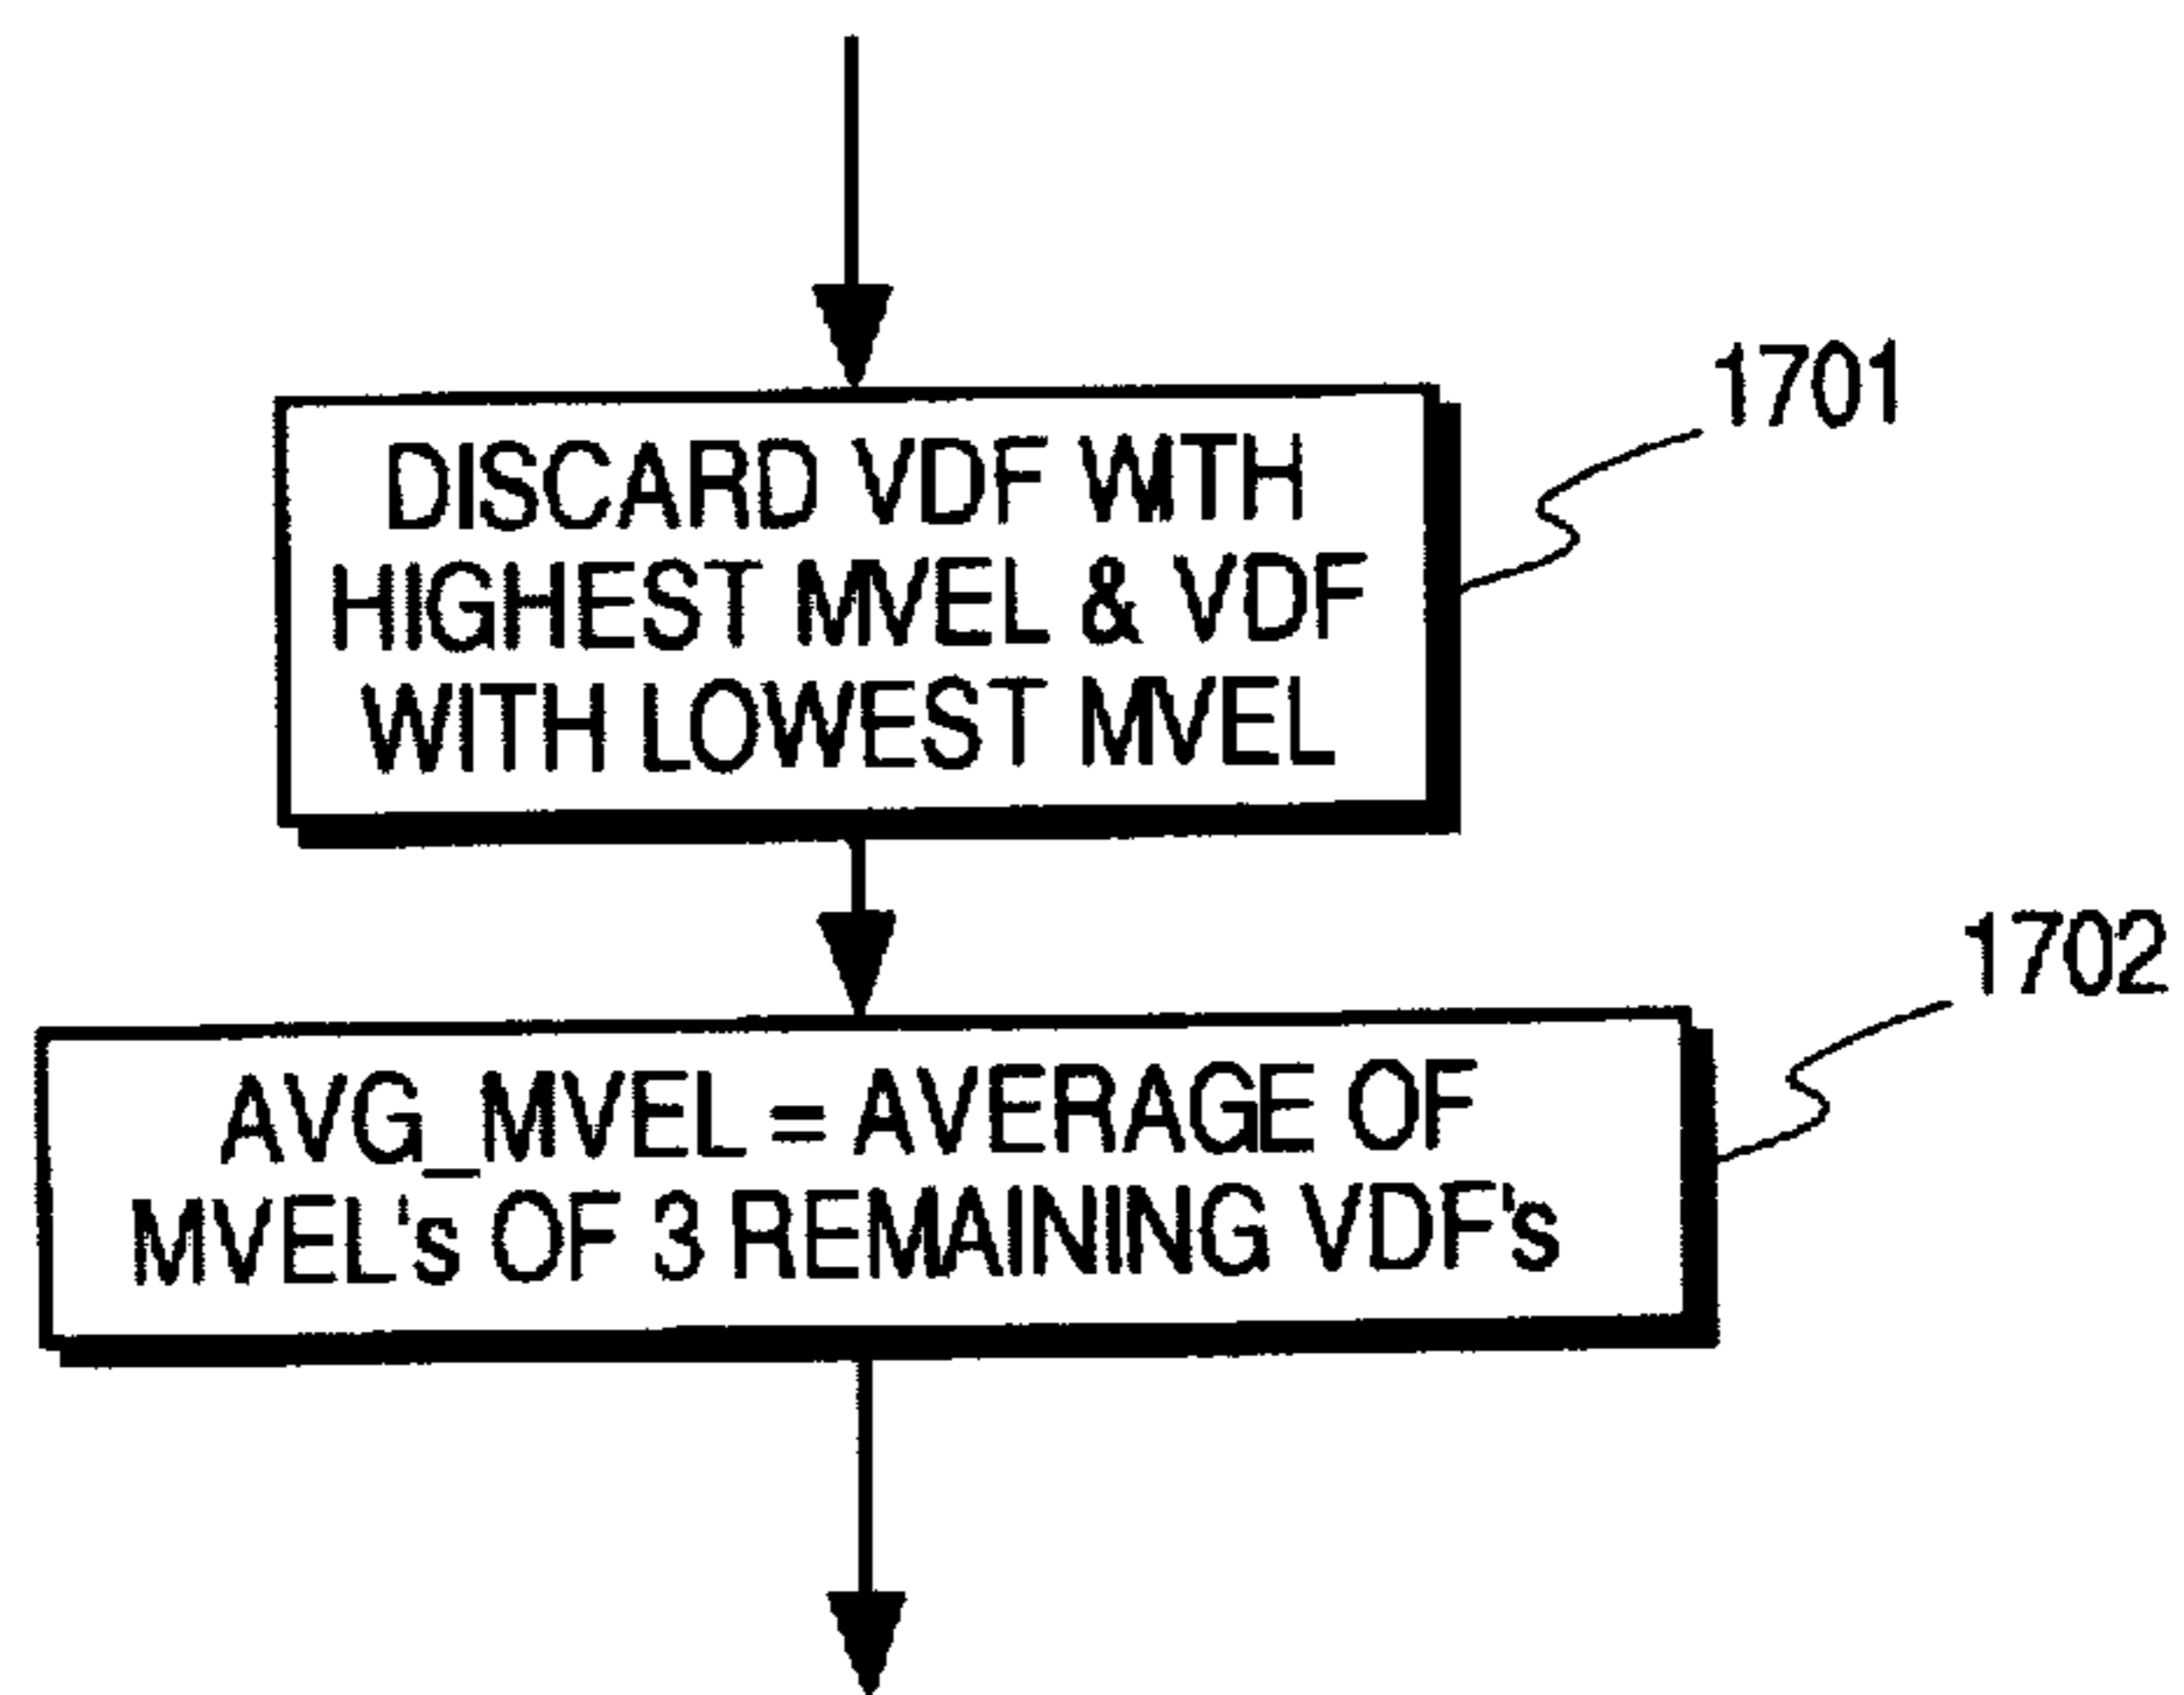 1701
DISCARD VDF WITH
HIGHEST MVEL & VDF
WITH LOWEST MVEL
1702
AVG_MVEL = AVERAGE OF
MVEL's OF 3 REMAINING VDF's